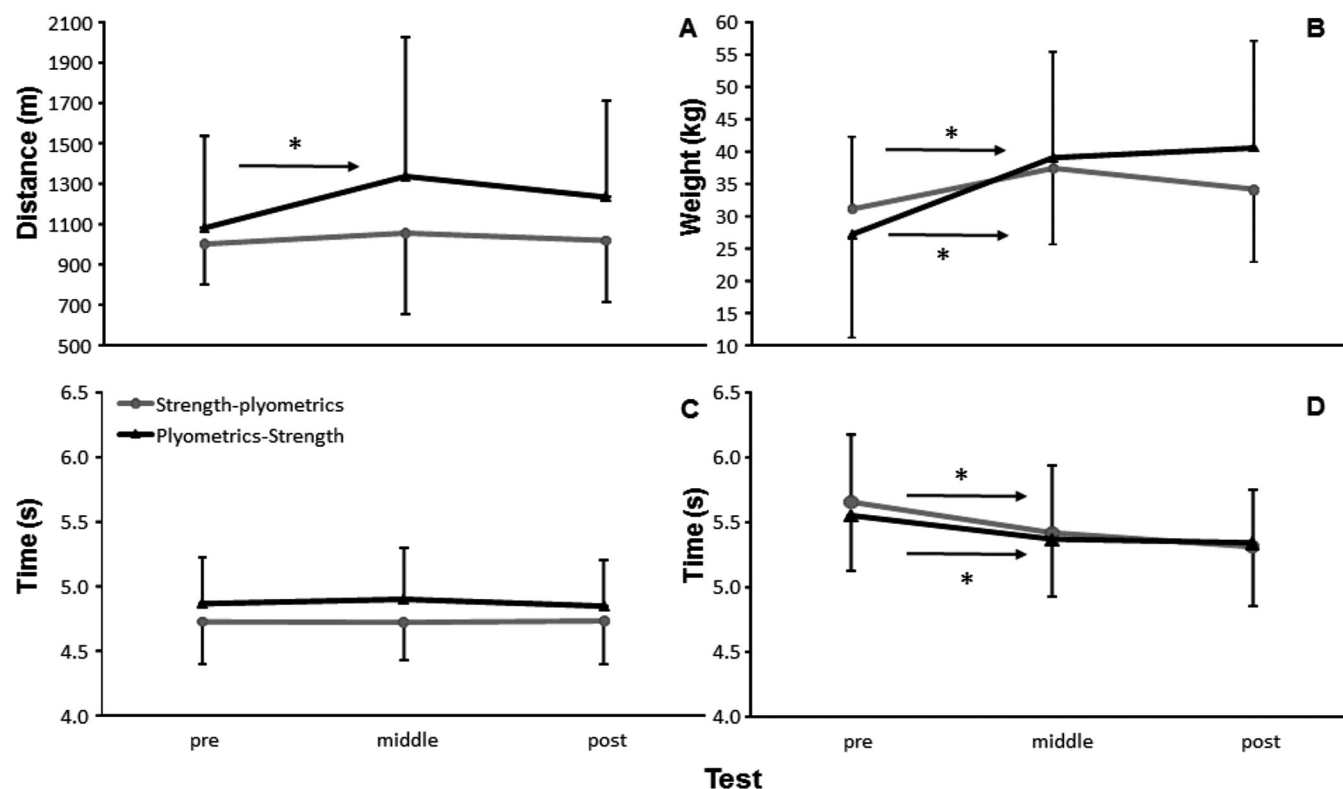 A
Distance (m)
2100
1900
1700
1500
1300
1100
900
700
500
*
B
Weight (kg)
60
55
50
45
40
35
30
25
20
15
10
*
*
C
Time (s)
6.5
6.0
5.5
5.0
4.5
4.0
Strength-plyometrics
Plyometrics-Strength
pre middle post
D
Time (s)
6.5
6.0
5.5
5.0
4.5
4.0
*
*
pre middle post
Test